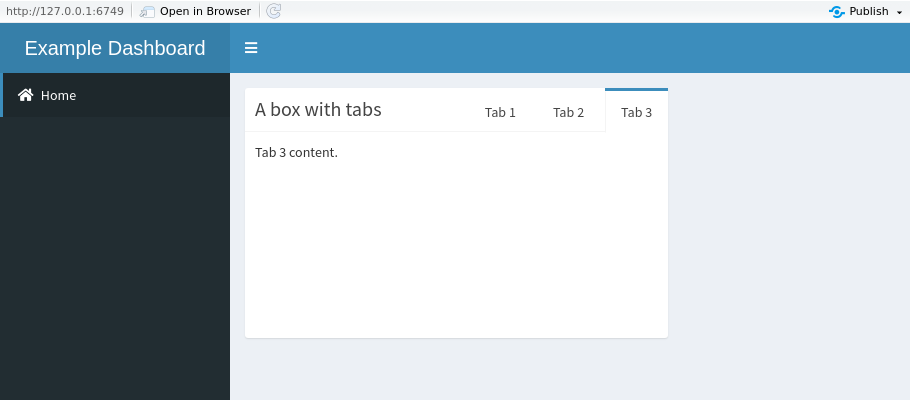 http://127.0.0.1:6749 Open in Browser Publish
Example Dashboard
Home
A box with tabs Tab 1 Tab 2 Tab 3
Tab 3 content.